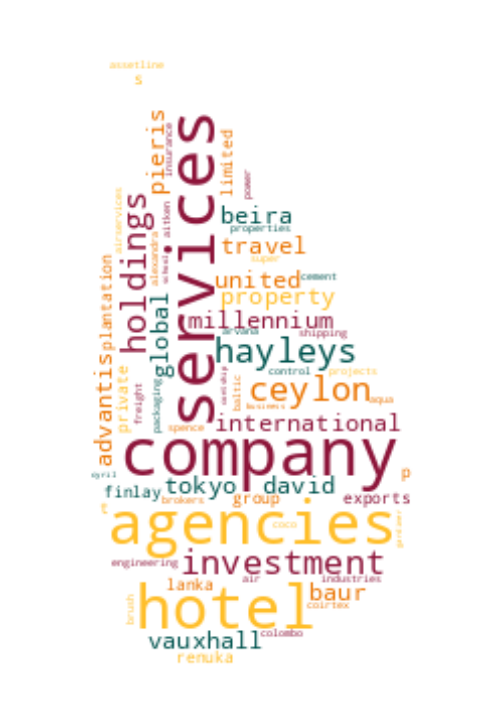 assetline
s
services
pieris
insurance
limited
power
holdings
aitken
airservices
alexandra
beira
properties
travel
super
plantation
global
united
cement
property
millennium
arvana
shipping
hayleys
advantis
private
freight
packaging
control
projects
baltic
ceylon
aqua
business
spence
international
company
cyril
p
tokyo
david
finlay
brokers
group
exports
ft
agencies
coco
gardiner
engineering
investment
air
industries
lanka
hotel
baur
coirtex
brush
vauxhall
colombo
renuka